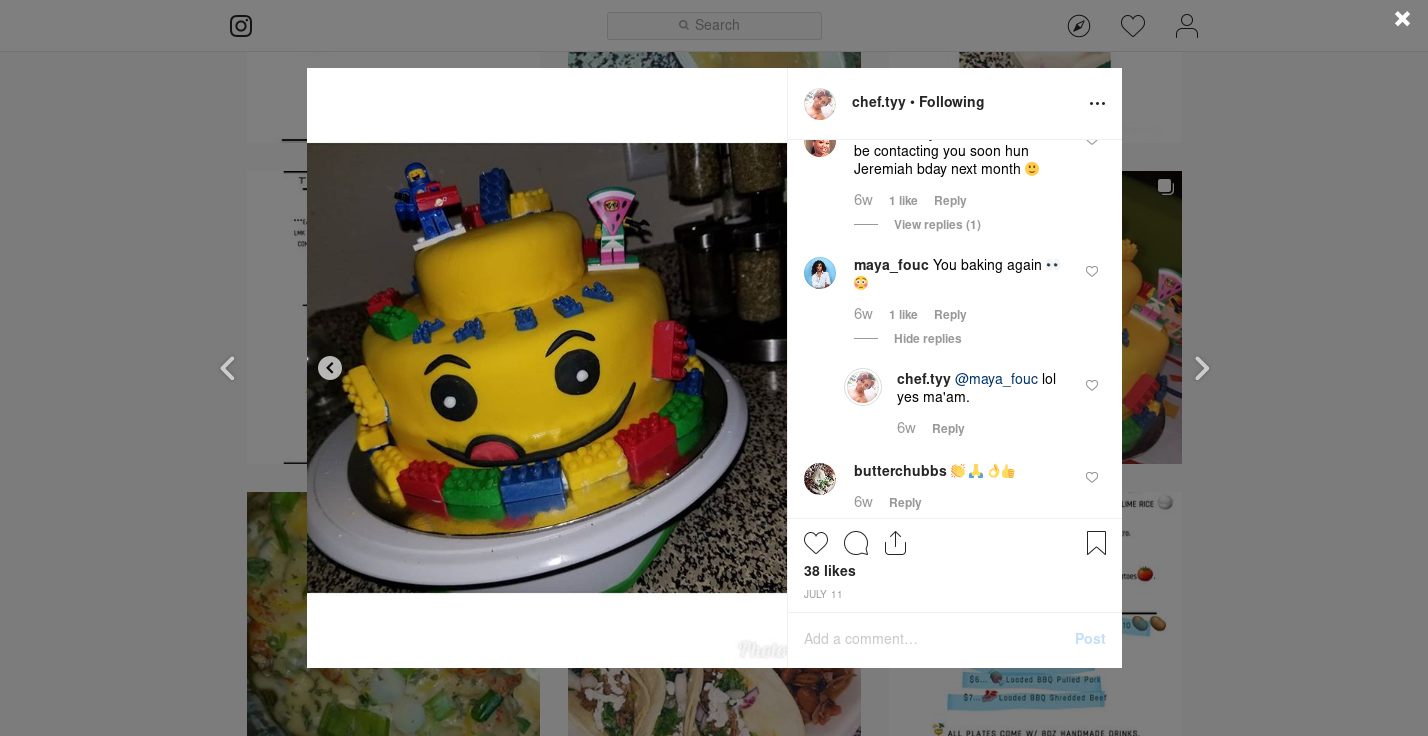 Search
chef.tyy • Following
be contacting you soon hun
Jeremiah bday next month 🙂
6w 1 like Reply
View replies (1)
maya_fouc You baking again 👀
😳
6w 1 like Reply
Hide replies
chef.tyy @maya_fouc lol
yes ma'am.
6w Reply
butterchubbs 👏🙏👌👍
6w Reply
38 likes
JULY 11
Add a comment… Post
Photo
LIME RICE
$6... Loaded BBQ Pulled Pork
$7... Loaded BBQ Shredded Beef
ALL PLATES COME W/ 8OZ HANDMADE DRINKS.